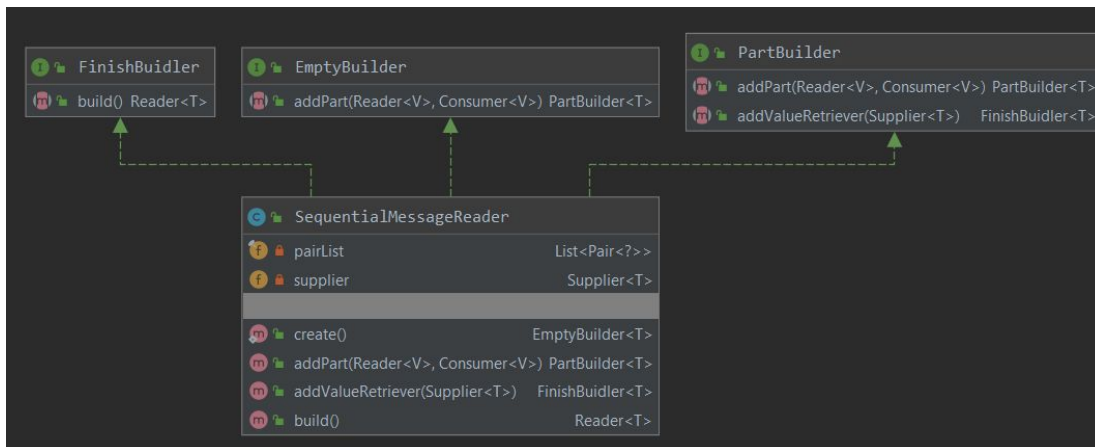 FinishBuidler
build() Reader<T>
EmptyBuilder
addPart(Reader<V>, Consumer<V>) PartBuilder<T>
PartBuilder
addPart(Reader<V>, Consumer<V>) PartBuilder<T>
addValueRetriever(Supplier<T>) FinishBuidler<T>
SequentialMessageReader
pairList List<Pair<?>>
supplier Supplier<T>
create() EmptyBuilder<T>
addPart(Reader<V>, Consumer<V>) PartBuilder<T>
addValueRetriever(Supplier<T>) FinishBuidler<T>
build() Reader<T>